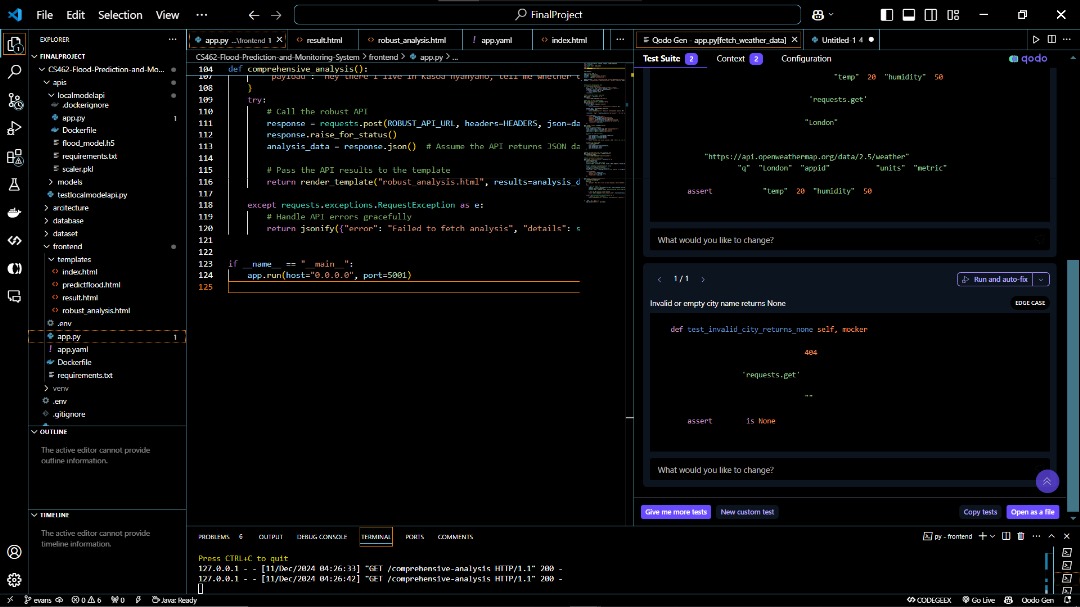 File Edit Selection View ··· FinalProject
EXPLORER
FINALPROJECT
CS462-Flood-Prediction-and-Mo...
apis
localmodelapi
.dockerignore
app.py 1
Dockerfile
flood_model.h5
requirements.txt
scaler.pkl
models
testlocalmodelapi.py
arcitecture
database
dataset
frontend
templates
index.html
predictflood.html
result.html
robust_analysis.html
.env
app.py 1
app.yaml
Dockerfile
requirements.txt
venv
.env
.gitignore
OUTLINE
The active editor cannot provide
outline information.
TIMELINE
The active editor cannot provide
timeline information.
app.py ...\frontend 1 result.html robust_analysis.html app.yaml index.html
CS462-Flood-Prediction-and-Monitoring-System > frontend > app.py > ...
104 def comprehensive_analysis():
108 }
109 try:
110 # Call the robust API
111 response = requests.post(ROBUST_API_URL, headers=HEADERS, json=da
112 response.raise_for_status()
113 analysis_data = response.json() # Assume the API returns JSON da
114
115 # Pass the API results to the template
116 return render_template("robust_analysis.html", results=analysis_d
117
118 except requests.exceptions.RequestException as e:
119 # Handle API errors gracefully
120 return jsonify({"error": "Failed to fetch analysis", "details": s
121
122
123 if __name__ == "__main__":
124 app.run(host="0.0.0.0", port=5001)
125
Qodo Gen - app.py[fetch_weather_data] Untitled-1 4
Test Suite 2 Context 2 Configuration qodo
"temp" 20 "humidity" 50
'requests.get'
"London"
"https://api.openweathermap.org/data/2.5/weather"
"q" "London" "appid" "units" "metric"
assert "temp" 20 "humidity" 50
What would you like to change?
1 / 1 Run and auto-fix
Invalid or empty city name returns None EDGE CASE
def test_invalid_city_returns_none self, mocker
404
'requests.get'
""
assert is None
What would you like to change?
Give me more tests New custom test Copy tests Open as a file
PROBLEMS 6 OUTPUT DEBUG CONSOLE TERMINAL PORTS COMMENTS py - frontend
Press CTRL+C to quit
127.0.0.1 - - [11/Dec/2024 04:26:33] "GET /comprehensive-analysis HTTP/1.1" 200 -
127.0.0.1 - - [11/Dec/2024 04:26:42] "GET /comprehensive-analysis HTTP/1.1" 200 -
evans 0 6 0 Java: Ready CODEGEEX Go Live Qodo Gen